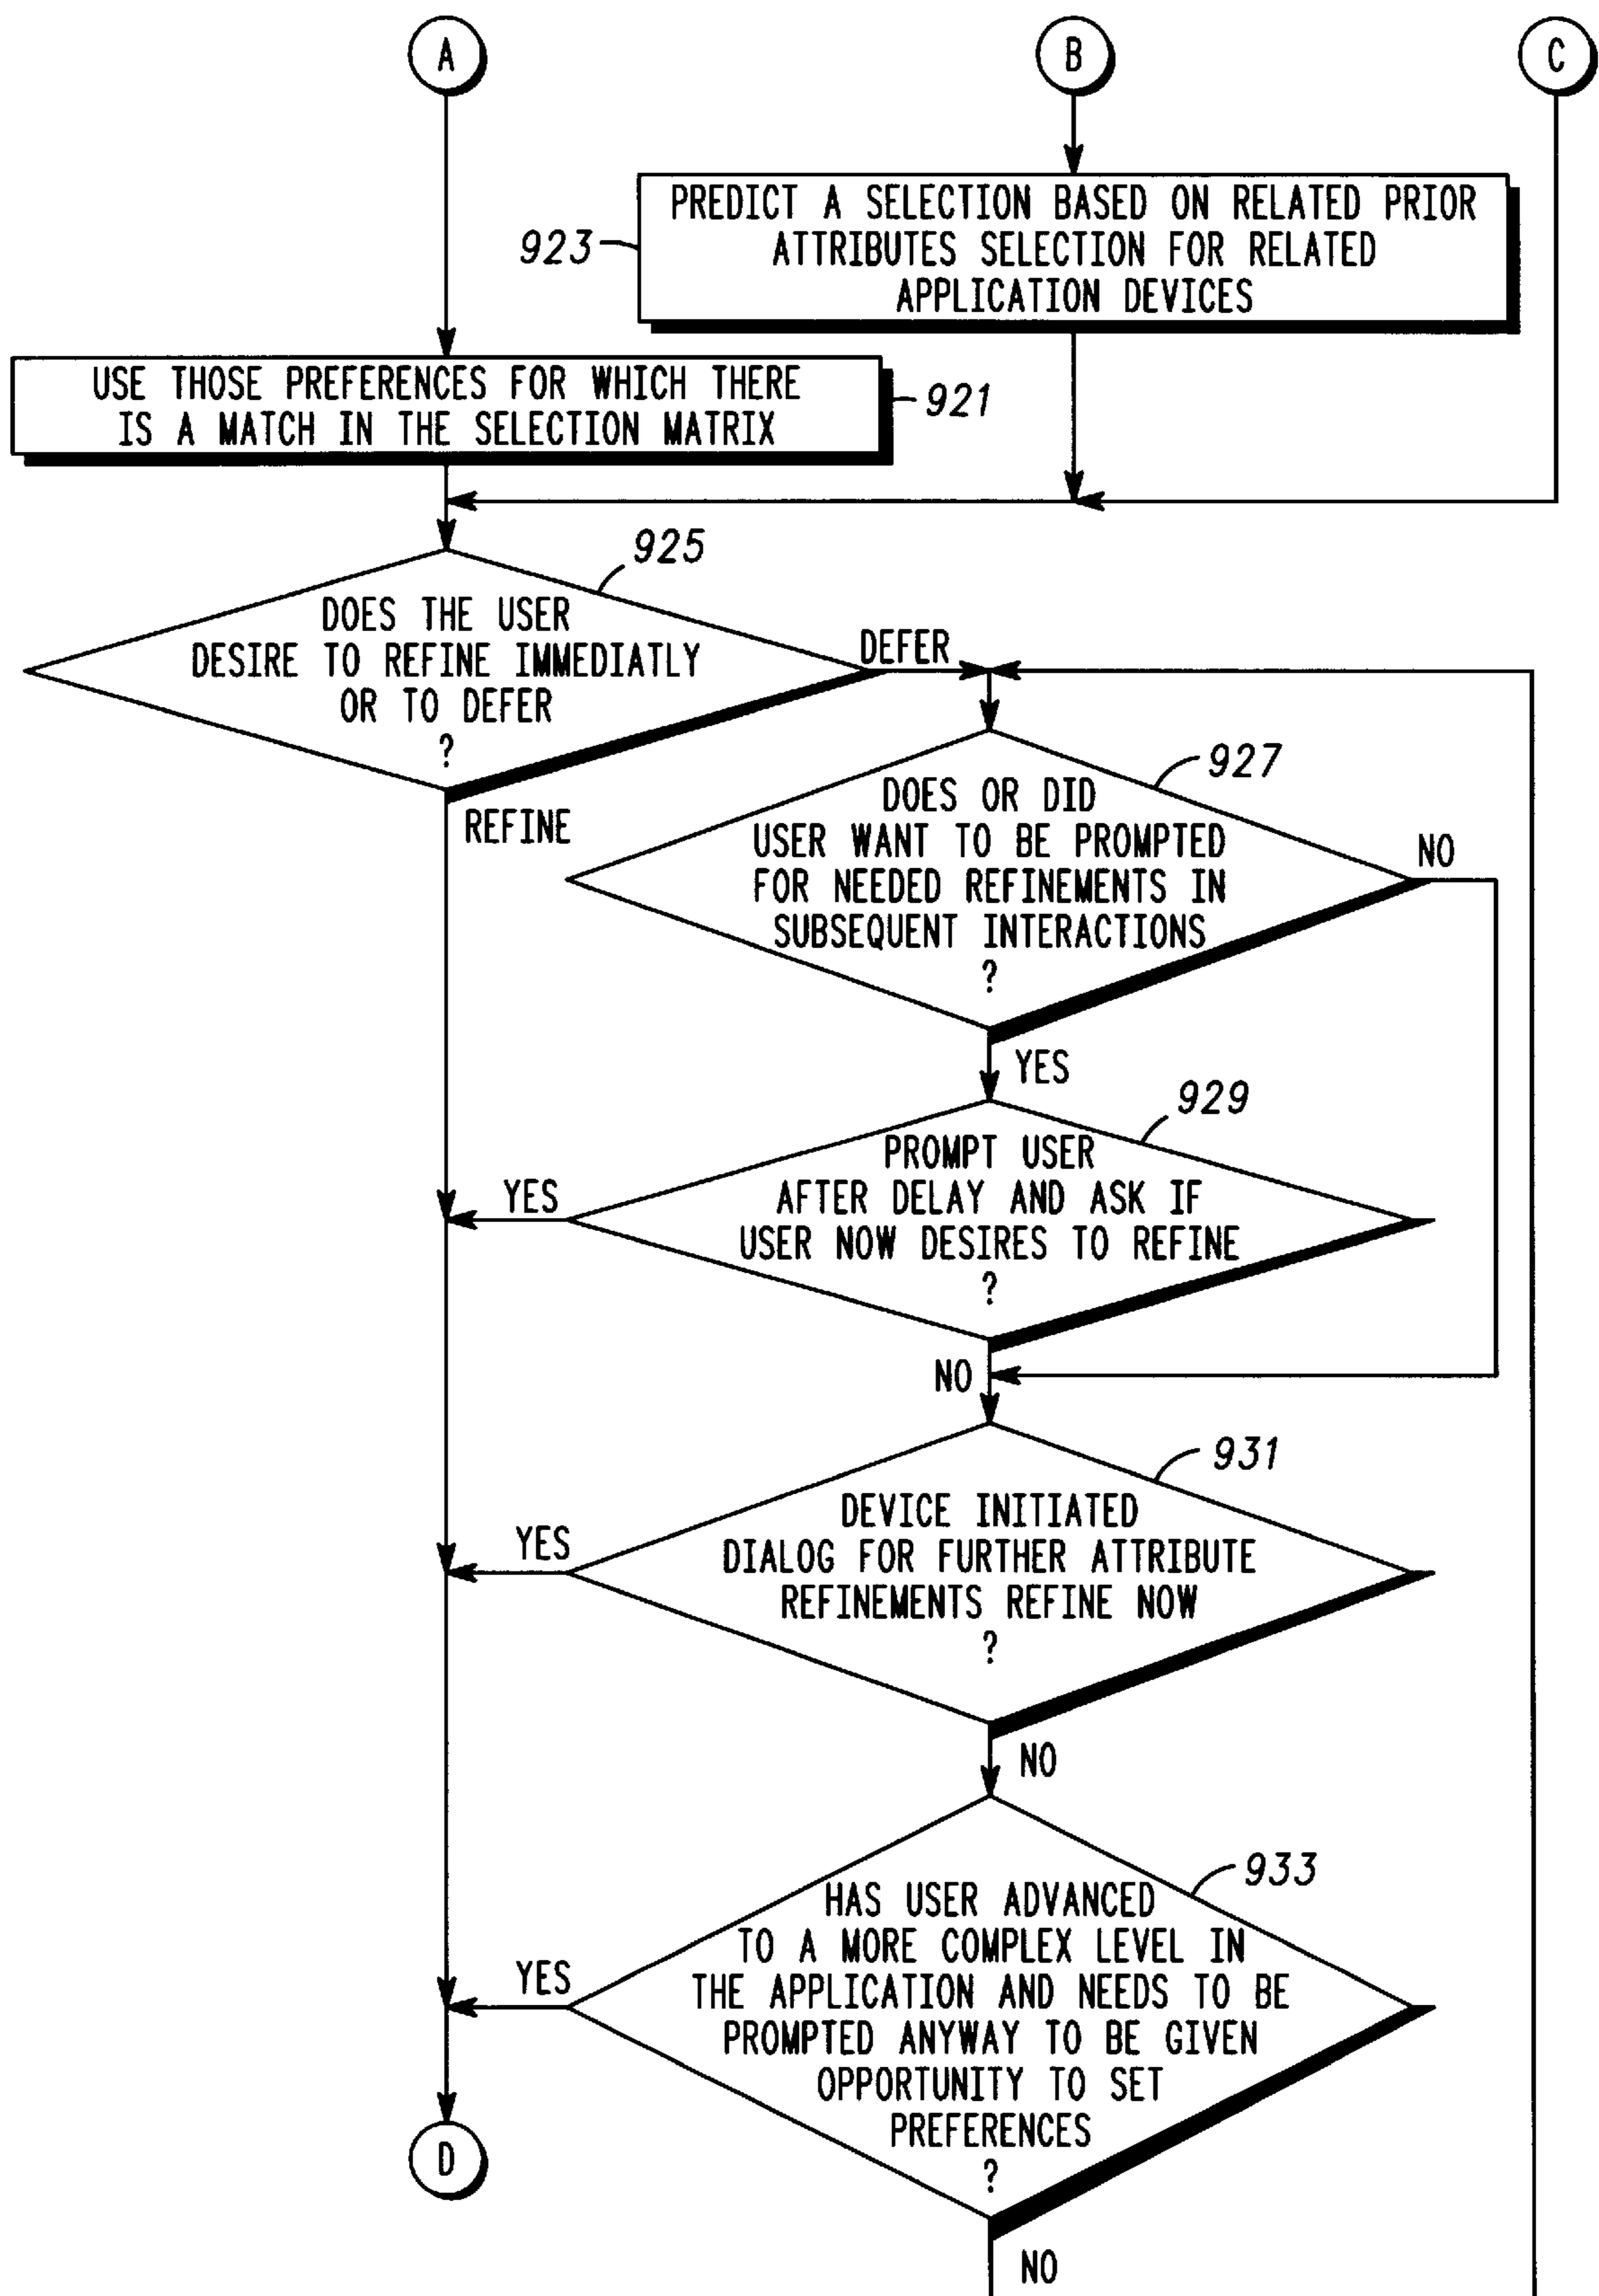 A
B
C
PREDICT A SELECTION BASED ON RELATED PRIOR
ATTRIBUTES SELECTION FOR RELATED
APPLICATION DEVICES
923
USE THOSE PREFERENCES FOR WHICH THERE
IS A MATCH IN THE SELECTION MATRIX
921
925
DOES THE USER
DESIRE TO REFINE IMMEDIATLY
OR TO DEFER
?
DEFER
REFINE
927
DOES OR DID
USER WANT TO BE PROMPTED
FOR NEEDED REFINEMENTS IN
SUBSEQUENT INTERACTIONS
?
NO
YES
929
PROMPT USER
AFTER DELAY AND ASK IF
USER NOW DESIRES TO REFINE
?
YES
NO
931
DEVICE INITIATED
DIALOG FOR FURTHER ATTRIBUTE
REFINEMENTS REFINE NOW
?
YES
NO
933
HAS USER ADVANCED
TO A MORE COMPLEX LEVEL IN
THE APPLICATION AND NEEDS TO BE
PROMPTED ANYWAY TO BE GIVEN
OPPORTUNITY TO SET
PREFERENCES
?
YES
D
NO